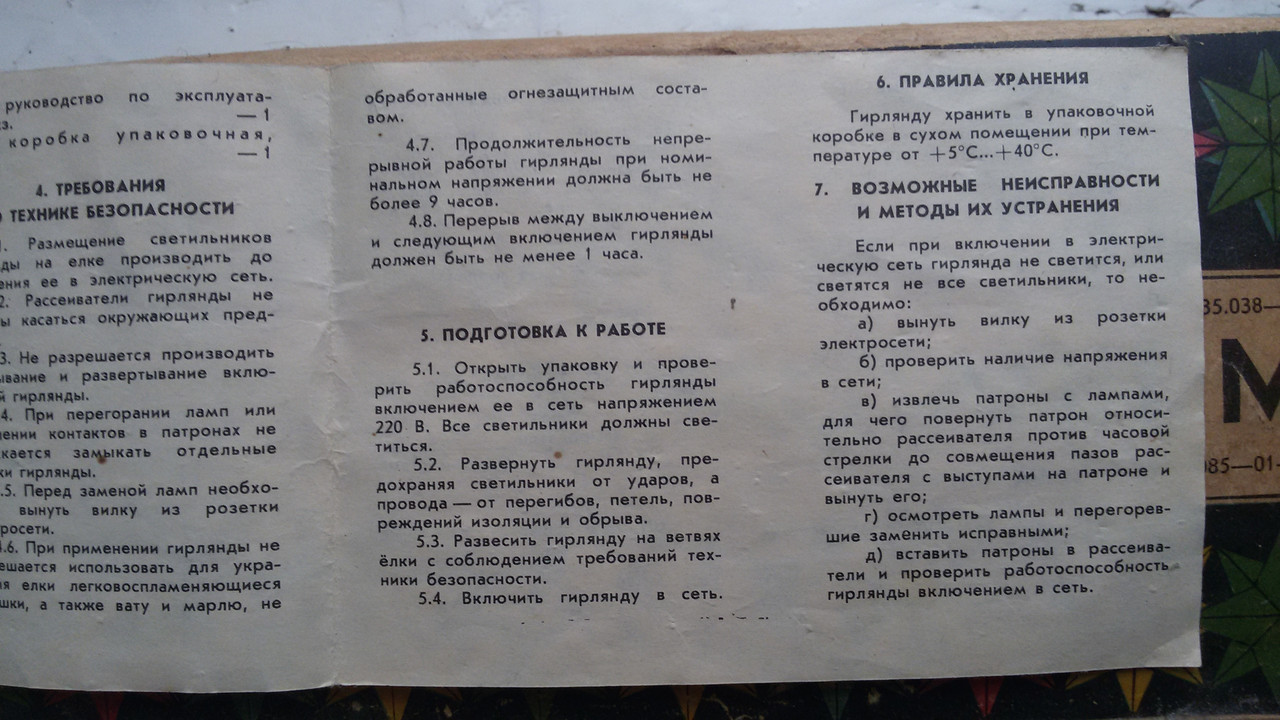 руководство по эксплуата-
— 1
коробка упаковочная,
— 1
4. ТРЕБОВАНИЯ
ТЕХНИКЕ БЕЗОПАСНОСТИ
Размещение светильников
на елке производить до
ее в электрическую сеть.
2. Рассеиватели гирлянды не
касаться окружающих пред-
3. Не разрешается производить
и развертывание вклю-
гирлянды.
4. При перегорании ламп или
контактов в патронах не
замыкать отдельные
гирлянды.
.5. Перед заменой ламп необхо-
вынуть вилку из розетки
4.6. При применении гирлянды не
использовать для укра-
елки легковоспламеняющиеся
а также вату и марлю, не
обработанные огнезащитным соста-
вом.
4.7. Продолжительность непре-
рывной работы гирлянды при номи-
нальном напряжении должна быть не
более 9 часов.
4.8. Перерыв между выключением
и следующим включением гирлянды
должен быть не менее 1 часа.
5. ПОДГОТОВКА К РАБОТЕ
5.1. Открыть упаковку и прове-
рить работоспособность гирлянды
включением ее в сеть напряжением
220 В. Все светильники должны све-
титься.
5.2. Развернуть гирлянду, пре-
дохраняя светильники от ударов, а
провода — от перегибов, петель, пов-
реждений изоляции и обрыва.
5.3. Развесить гирлянду на ветвях
ёлки с соблюдением требований тех-
ники безопасности.
5.4. Включить гирлянду в сеть.
6. ПРАВИЛА ХРАНЕНИЯ
Гирлянду хранить в упаковочной
коробке в сухом помещении при тем-
пературе от +5°С...+40°С.
7. ВОЗМОЖНЫЕ НЕИСПРАВНОСТИ
И МЕТОДЫ ИХ УСТРАНЕНИЯ
Если при включении в электри-
ческую сеть гирлянда не светится, или
светятся не все светильники, то не-
обходимо:
а) вынуть вилку из розетки
электросети;
б) проверить наличие напряжения
в сети;
в) извлечь патроны с лампами,
для чего повернуть патрон относи-
тельно рассеивателя против часовой
стрелки до совмещения пазов рас-
сеивателя с выступами на патроне и
вынуть его;
г) осмотреть лампы и перегорев-
шие заменить исправными;
д) вставить патроны в рассеива-
тели и проверить работоспособность
гирлянды включением в сеть.
35.038—
М
085—01-